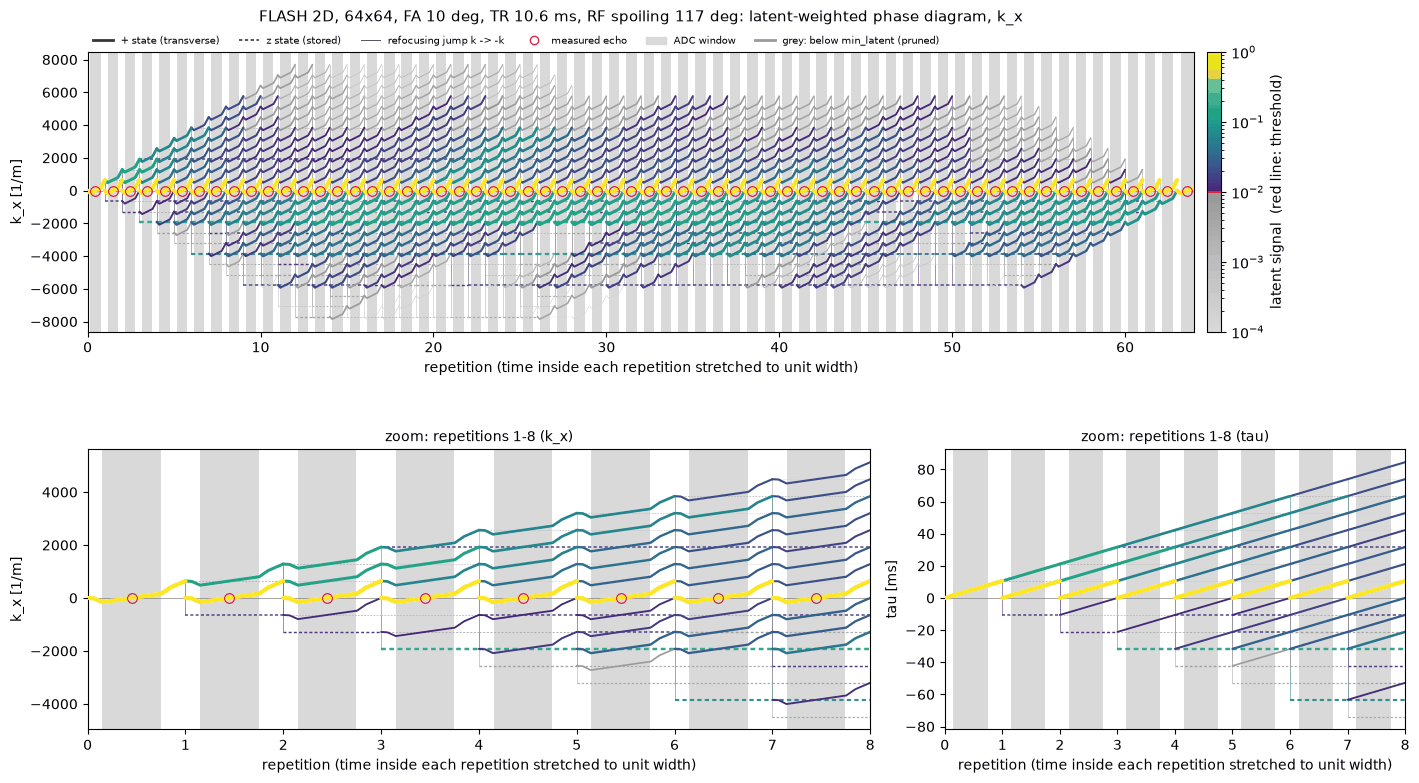 FLASH 2D, 64x64, FA 10 deg, TR 10.6 ms, RF spoiling 117 deg: latent-weighted phase diagram, k_x
+ state (transverse) z state (stored) refocusing jump k -> -k measured echo ADC window grey: below min_latent (pruned)
8000
6000
4000
2000
0
−2000
−4000
−6000
−8000
k_x [1/m]
0 10 20 30 40 50 60
repetition (time inside each repetition stretched to unit width)
10^0
10^−1
10^−2
10^−3
10^−4
latent signal (red line: threshold)
zoom: repetitions 1-8 (k_x)
4000
2000
0
−2000
−4000
k_x [1/m]
0 1 2 3 4 5 6 7 8
repetition (time inside each repetition stretched to unit width)
zoom: repetitions 1-8 (tau)
80
60
40
20
0
−20
−40
−60
−80
tau [ms]
0 1 2 3 4 5 6 7 8
repetition (time inside each repetition stretched to unit width)